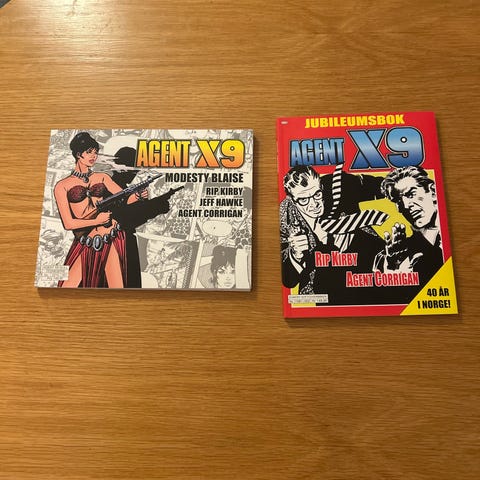 AGENT X9
MODESTY BLAISE
RIP KIRBY
JEFF HAWKE
AGENT CORRIGAN
JUBILEUMSBOK
AGENT X9
RIP KIRBY
AGENT CORRIGAN
40 ÅR
I NORGE!